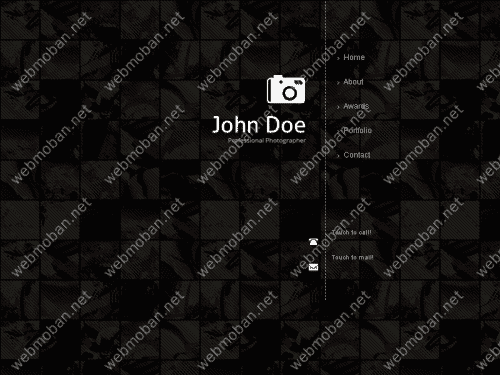 John Doe
Professional Photographer
Home
About
Awards
Portfolio
Contact
Touch to call!
Touch to mail!
webmoban.net